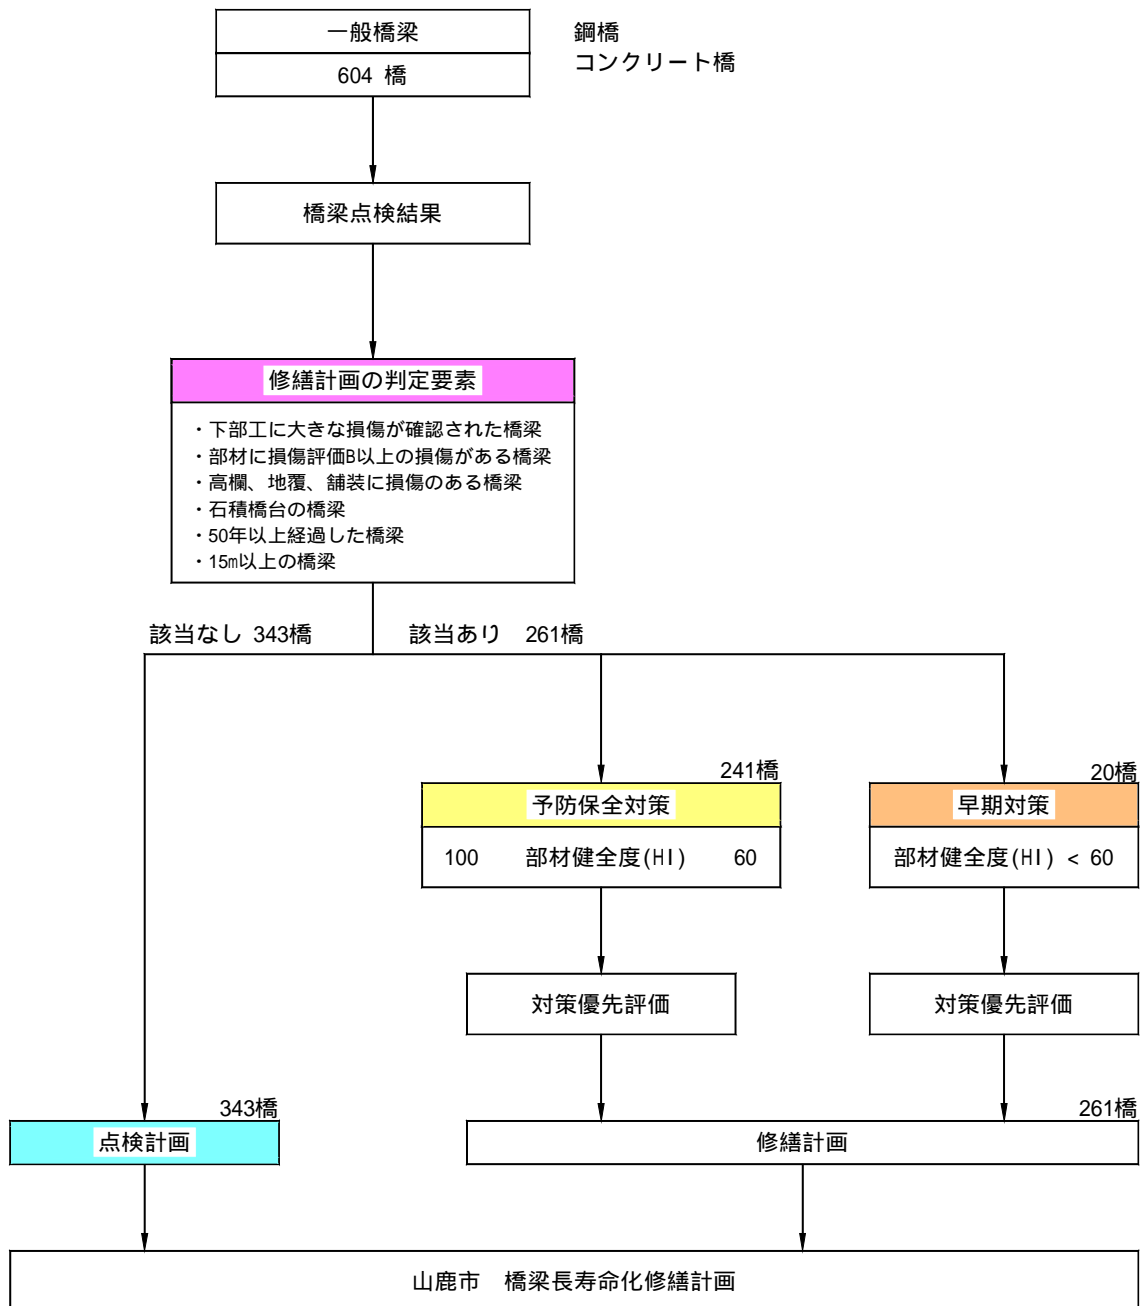 一般橋梁
鋼橋
コンクリート橋
604 橋
橋梁点検結果
修繕計画の判定要素
・下部工に大きな損傷が確認された橋梁
・部材に損傷評価B以上の損傷がある橋梁
・高欄、地覆、舗装に損傷のある橋梁
・石積橋台の橋梁
・50年以上経過した橋梁
・15m以上の橋梁
該当なし 343橋
該当あり 261橋
241橋
予防保全対策
100 部材健全度(HI) 60
20橋
早期対策
部材健全度(HI) < 60
対策優先評価
対策優先評価
343橋
点検計画
261橋
修繕計画
山鹿市 橋梁長寿命化修繕計画